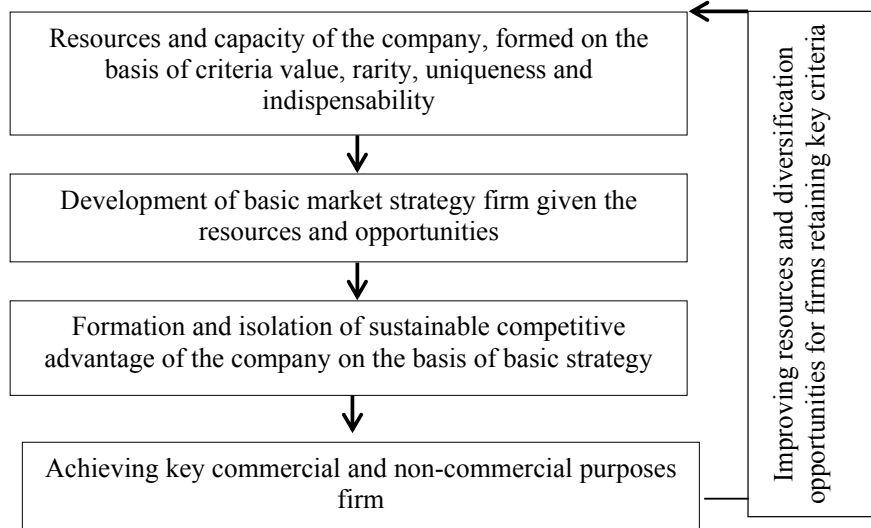 Resources and capacity of the company, formed on the
basis of criteria value, rarity, uniqueness and
indispensability
Development of basic market strategy firm given the
resources and opportunities
Formation and isolation of sustainable competitive
advantage of the company on the basis of basic strategy
Achieving key commercial and non-commercial purposes
firm
Improving resources and diversification
opportunities for firms retaining key criteria